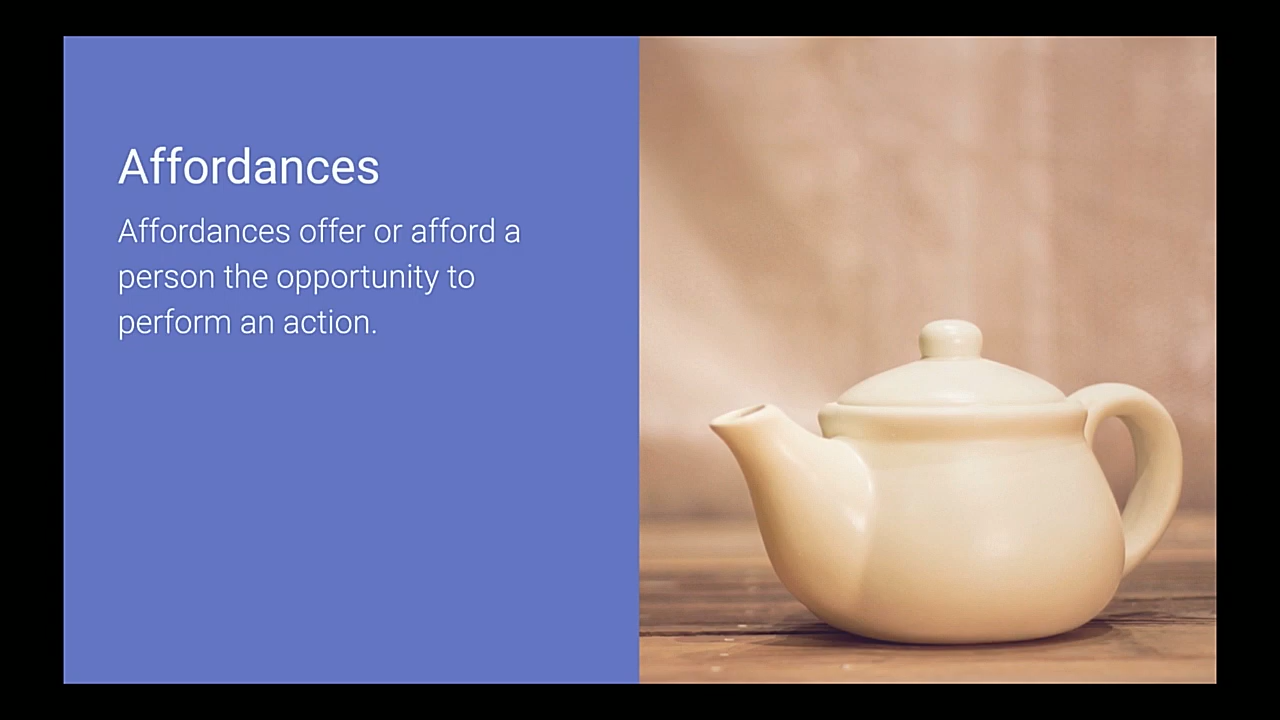 Affordances
Affordances offer or afford a
person the opportunity to
perform an action.